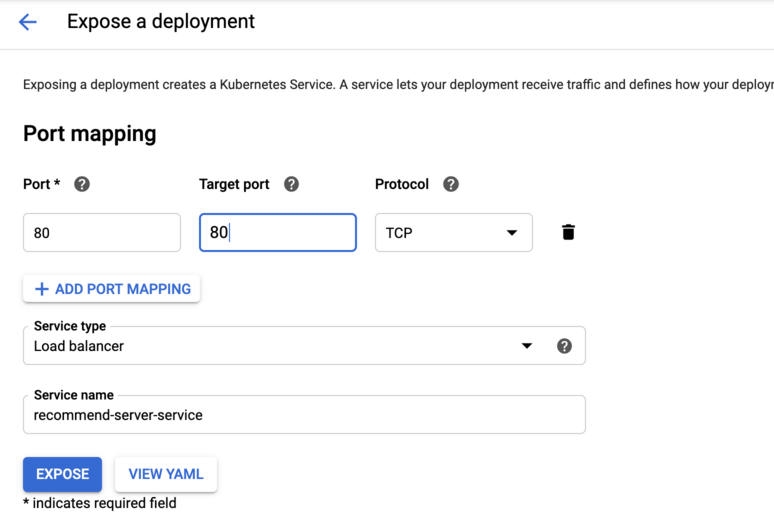 Expose a deployment
Exposing a deployment creates a Kubernetes Service. A service lets your deployment receive traffic and defines how your deploym
Port mapping
Port * Target port Protocol
80 80 TCP
ADD PORT MAPPING
Service type
Load balancer
Service name
recommend-server-service
EXPOSE VIEW YAML
* indicates required field